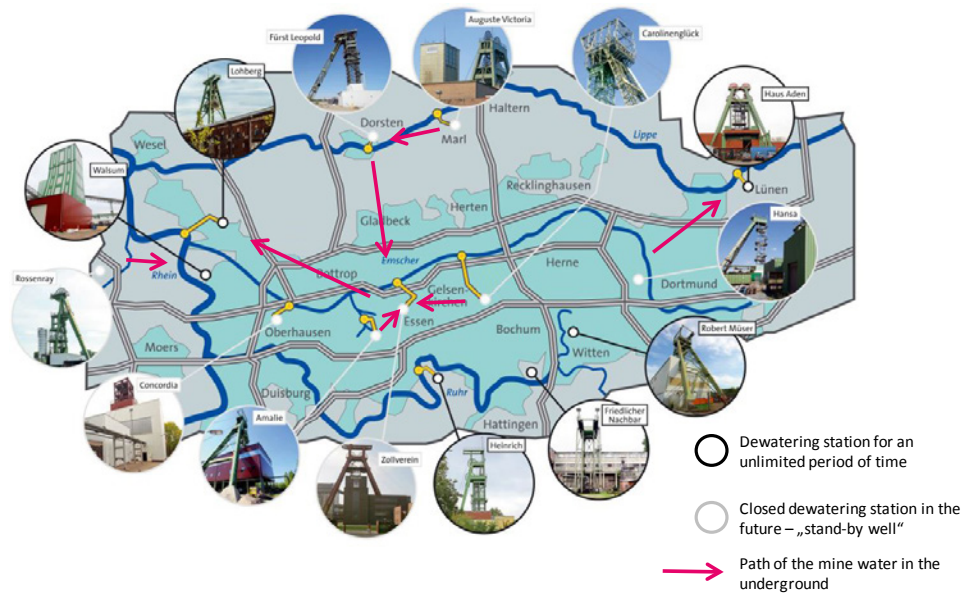 Auguste Victoria
Fürst Leopold
Carolinenglück
Lohberg
Haus Aden
Haltern
Dorsten
Marl
Lippe
Wesel
Walsum
Recklinghausen
Lünen
Herten
Gladbeck
Hansa
Emscher
Rhein
Bottrop
Herne
Rossenray
Gelsen-
kirchen
Dortmund
Essen
Oberhausen
Bochum
Robert Müser
Moers
Witten
Concordia
Duisburg
Ruhr
Amalie
Hattingen
Friedlicher
Nachbar
Zollverein
Heinrich
Dewatering station for an
unlimited period of time
Closed dewatering station in the
future – „stand-by well“
Path of the mine water in the
underground